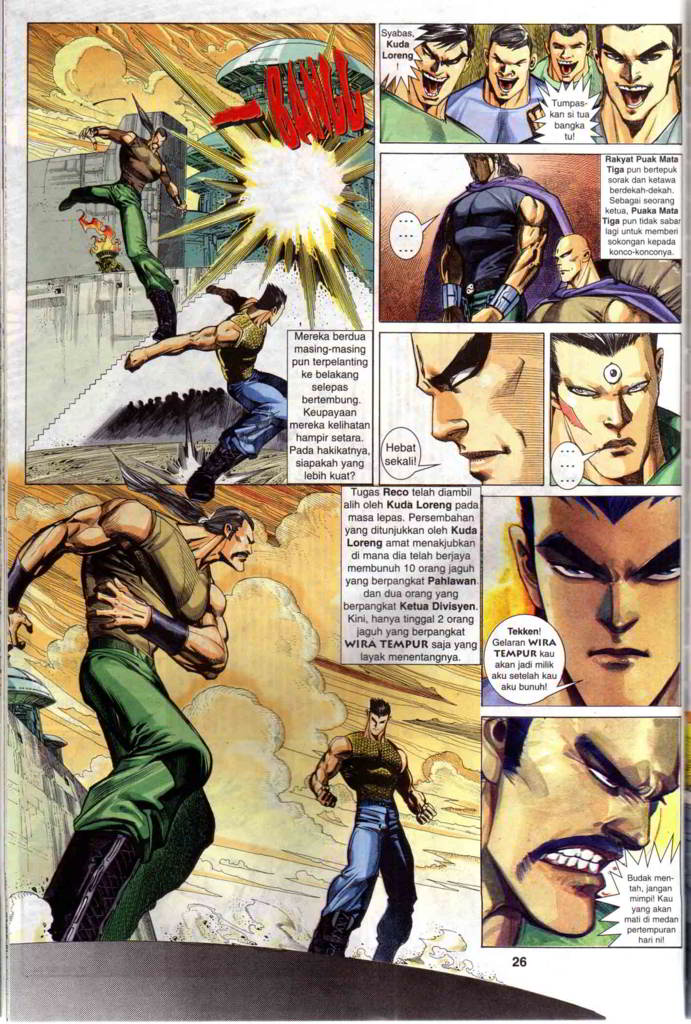 BANGG
Syabas,
Kuda
Loreng
!
Tumpas-
kan si tua
bangka
tu!
Rakyat Puak Mata
Tiga pun bertepuk
sorak dan ketawa
berdekah-dekah.
Sebagai seorang
ketua, Puaka Mata
Tiga pun tidak sabar
lagi untuk memberi
sokongan kepada
konco-konconya.
...
...
Mereka berdua
masing-masing
pun terpelanting
ke belakang
selepas
bertembung.
Keupayaan
mereka kelihatan
hampir setara.
Pada hakikatnya,
siapakah yang
lebih kuat?
Hebat
sekali!
...
...
Tugas Reco telah diambil
alih oleh Kuda Loreng pada
masa lepas. Persembahan
yang ditunjukkan oleh Kuda
Loreng amat menakjubkan
di mana dia telah berjaya
membunuh 10 orang jaguh
yang berpangkat Pahlawan
dan dua orang yang
berpangkat Ketua Divisyen.
Kini, hanya tinggal 2 orang
jaguh yang berpangkat
WIRA TEMPUR saja yang
layak menentangnya.
Tekken!
Gelaran WIRA
TEMPUR kau
akan jadi milik
aku setelah kau
aku bunuh!
Budak men-
tah, jangan
mimpi! Kau
yang akan
mati di medan
pertempuran
hari ni!
26